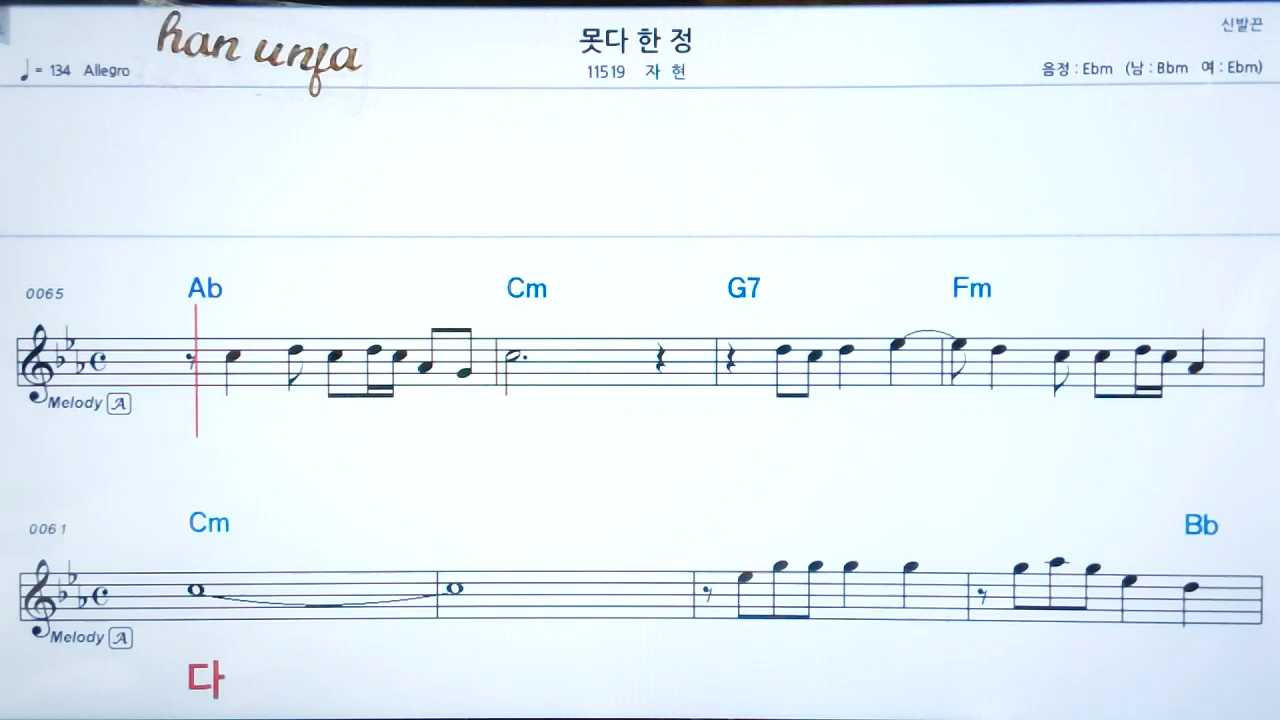 han unja
못다 한 정
신발끈
♩= 134 Allegro
11519 자 현
음정 : Ebm (남 : Bbm 여 : Ebm)
0065
Ab Cm G7 Fm
Melody A
0061
Cm Bb
Melody A
다